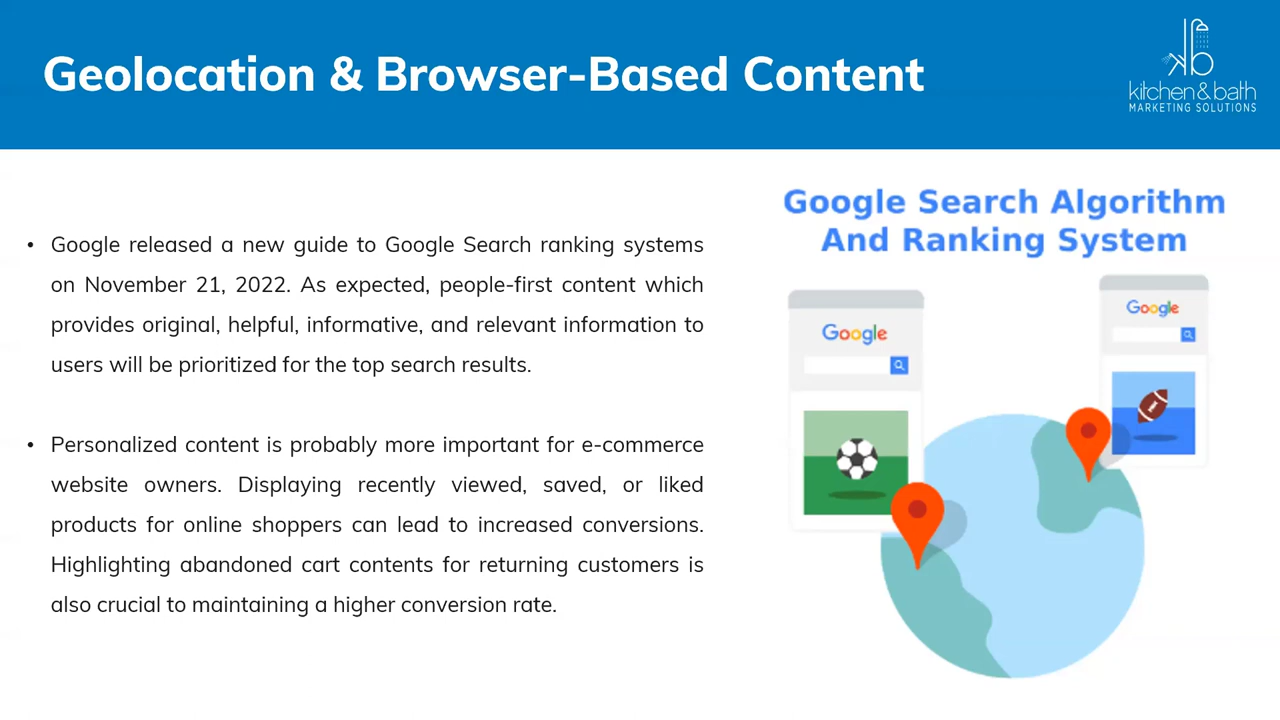 Geolocation & Browser-Based Content
kitchen&bath
MARKETING SOLUTIONS
• Google released a new guide to Google Search ranking systems
on November 21, 2022. As expected, people-first content which
provides original, helpful, informative, and relevant information to
users will be prioritized for the top search results.
• Personalized content is probably more important for e-commerce
website owners. Displaying recently viewed, saved, or liked
products for online shoppers can lead to increased conversions.
Highlighting abandoned cart contents for returning customers is
also crucial to maintaining a higher conversion rate.
Google Search Algorithm
And Ranking System
Google
Google